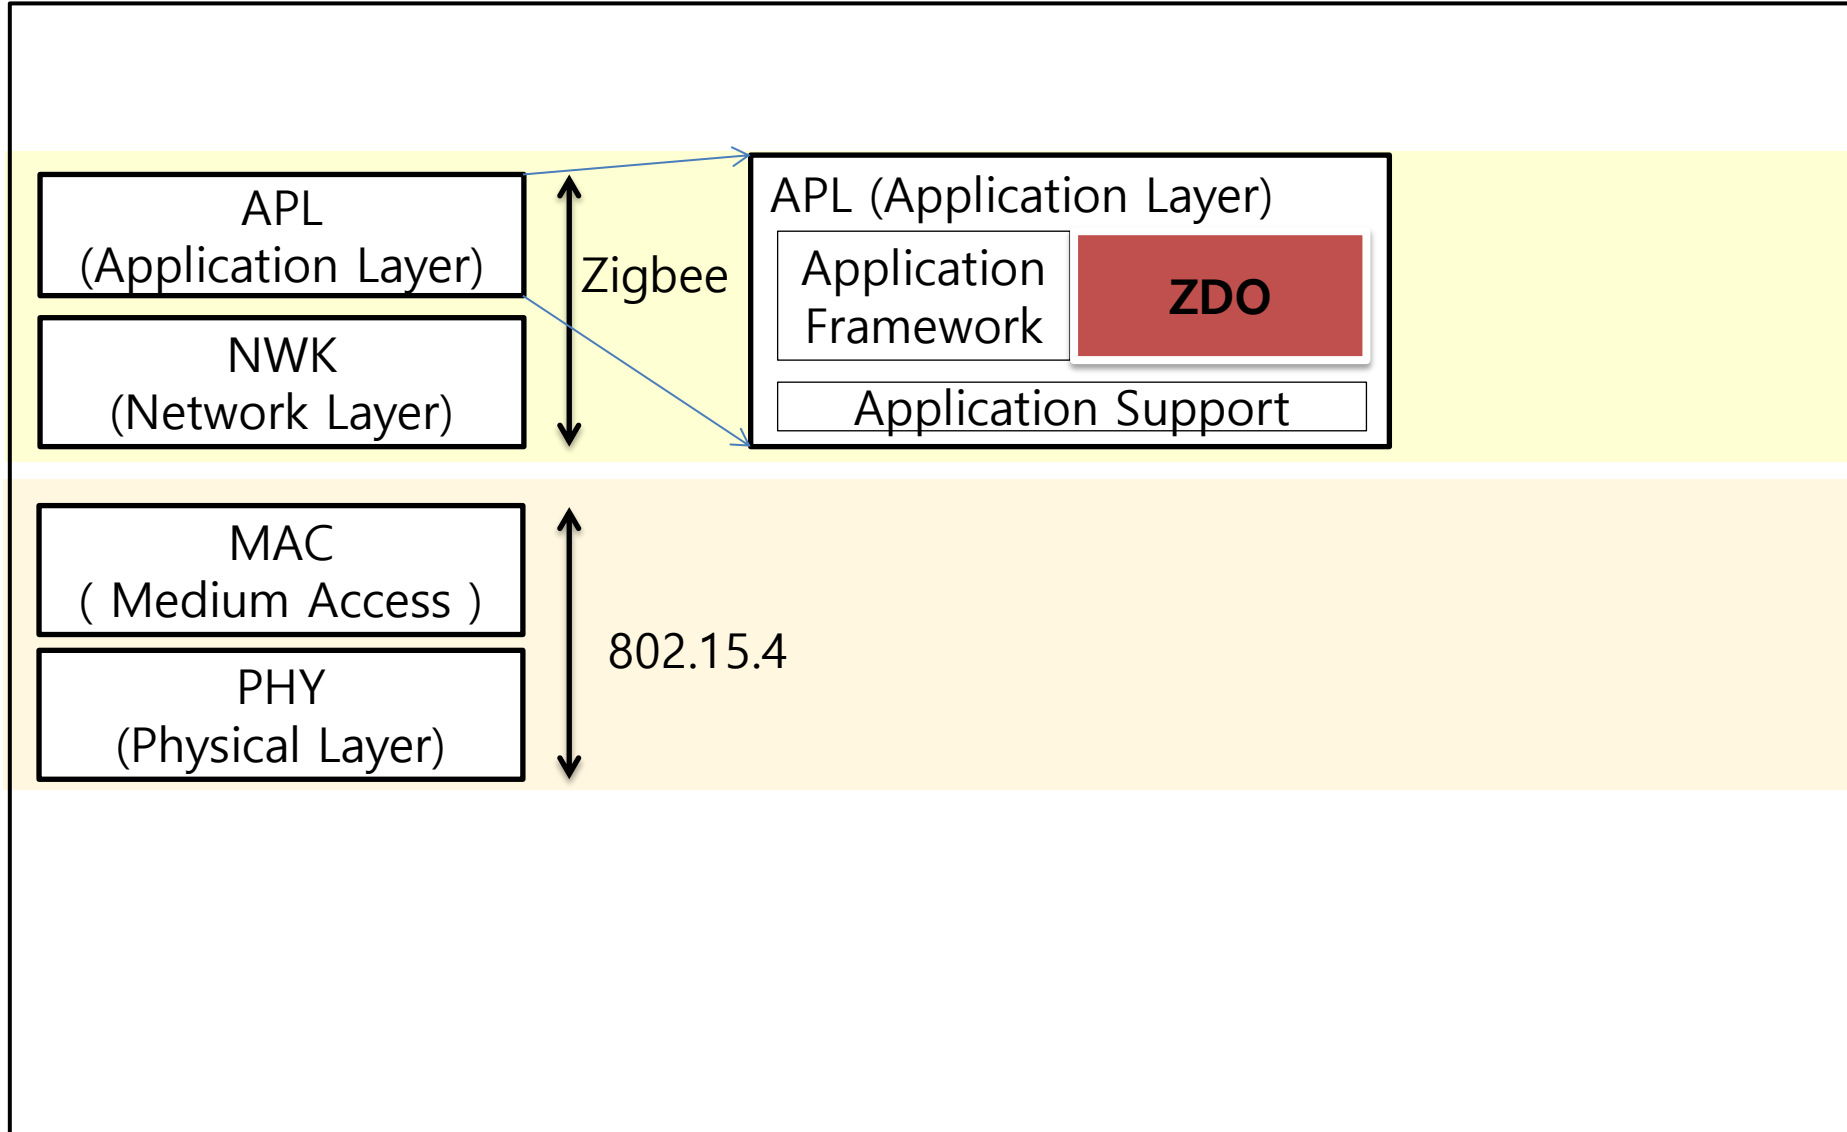 APL
(Application Layer)
NWK
(Network Layer)
Zigbee
APL (Application Layer)
Application
Framework
ZDO
Application Support
MAC
( Medium Access )
PHY
(Physical Layer)
802.15.4